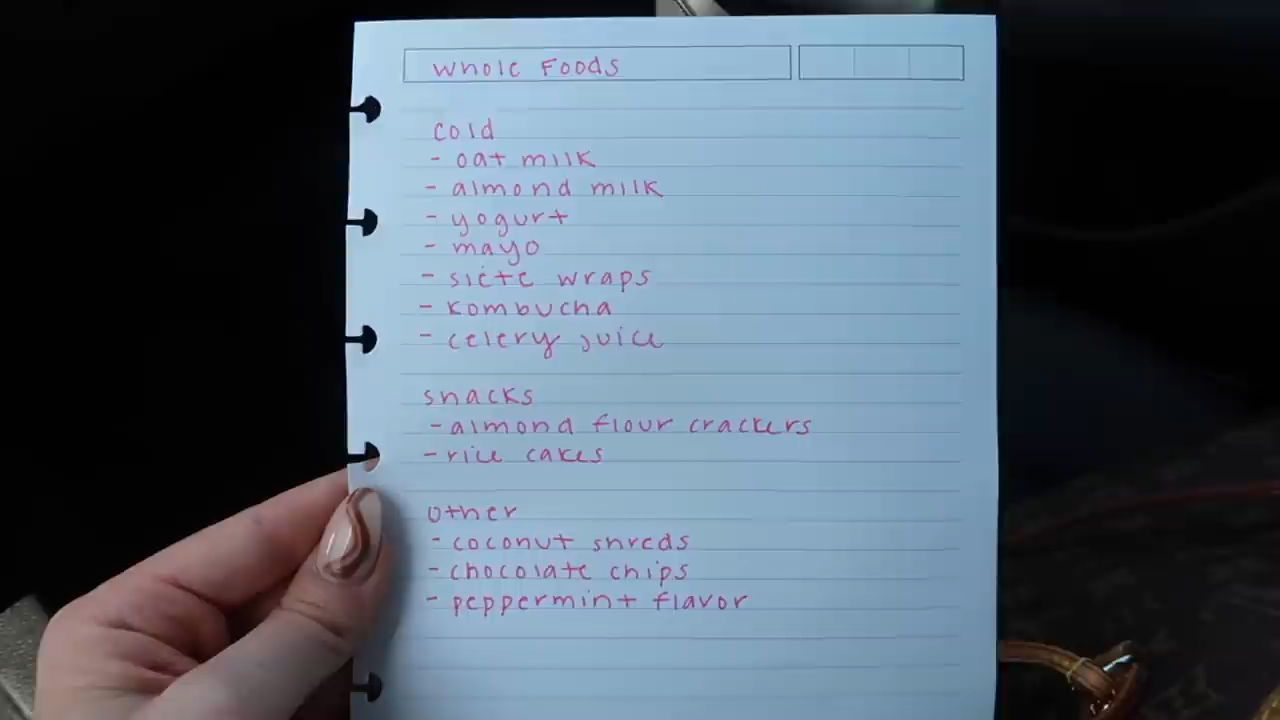 Whole Foods
cold
- oat milk
- almond milk
- yogurt
- mayo
- siete wraps
- kombucha
- celery juice
snacks
- almond flour crackers
- rice cakes
other
- coconut shreds
- chocolate chips
- peppermint flavor